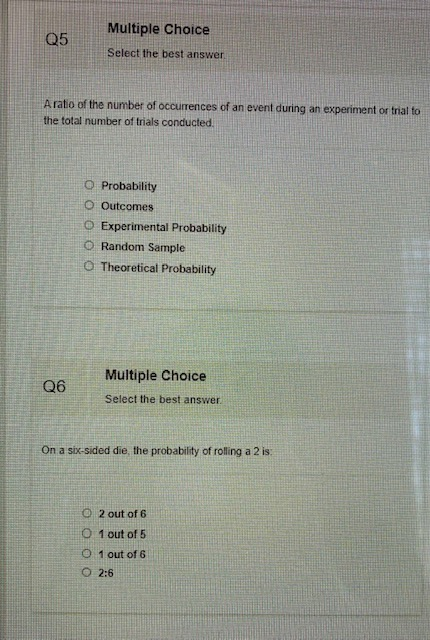 Q5
Multiple Choice
Select the best answer.
A ratio of the number of occurrences of an event during an experiment or trial to
the total number of trials conducted.
Probability
Outcomes
Experimental Probability
Random Sample
Theoretical Probability
Q6
Multiple Choice
Select the best answer.
On a six-sided die, the probability of rolling a 2 is:
2 out of 6
1 out of 5
1 out of 6
2:6